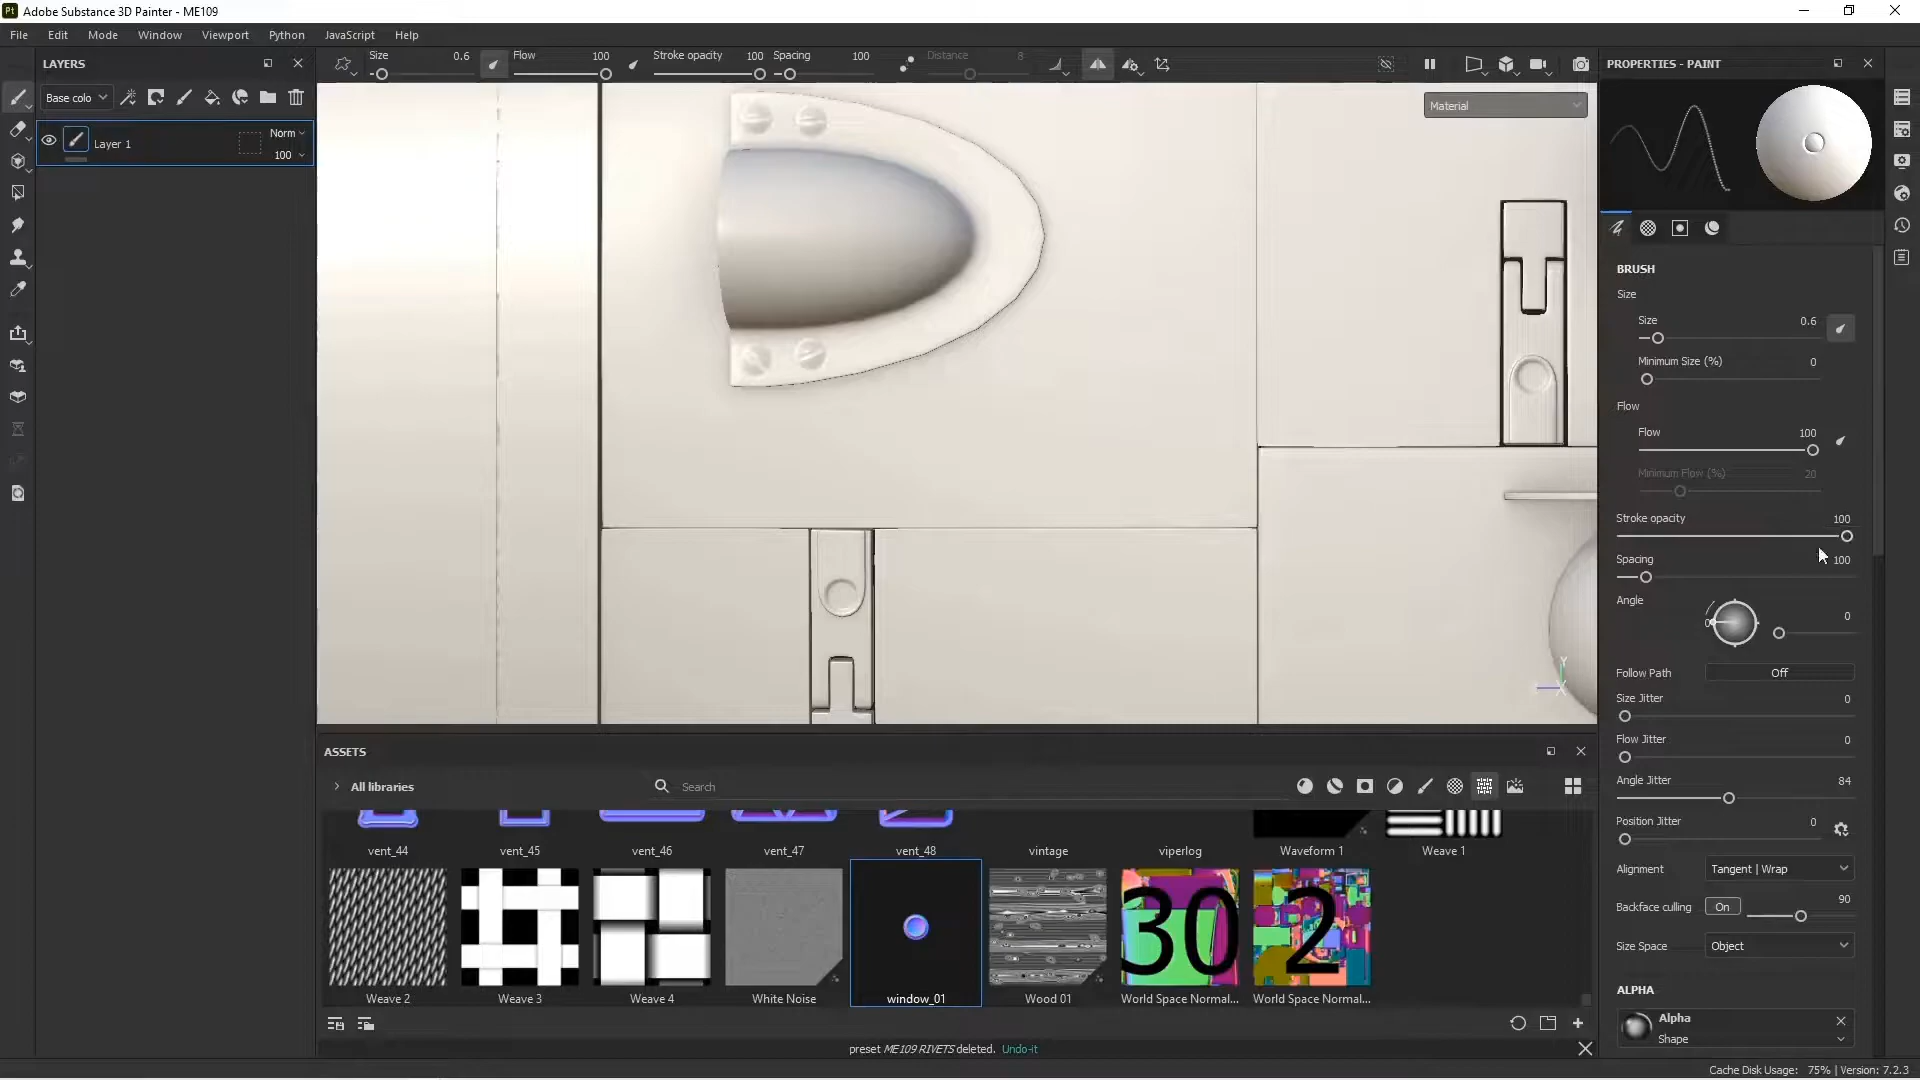 Pt Adobe Substance 3D Painter - ME109
File Edit Mode Window Viewport Python JavaScript Help
LAYERS
Size 0.6
Flow 100
Stroke opacity 100
Spacing 100
Distance 8
PROPERTIES - PAINT
Base colo
Norm
Layer 1
100
Material
BRUSH
Size
Size 0.6
Minimum Size (%) 0
Flow
Flow 100
Minimum Flow (%) 20
Stroke opacity 100
Spacing 100
Angle 0
0
Follow Path Off
Size Jitter 0
Flow Jitter 0
Angle Jitter 84
Position Jitter 0
Alignment Tangent | Wrap
Backface culling On 90
Size Space Object
ALPHA
Alpha
Shape
Y
X
ASSETS
All libraries
Search
vent_44 vent_45 vent_46 vent_47 vent_48 vintage viperlog Waveform 1 Weave 1
30 2
Weave 2 Weave 3 Weave 4 White Noise window_01 Wood 01 World Space Normal... World Space Normal...
preset ME109 RIVETS deleted. Undo-it
Cache Disk Usage: 75% | Version: 7.2.3